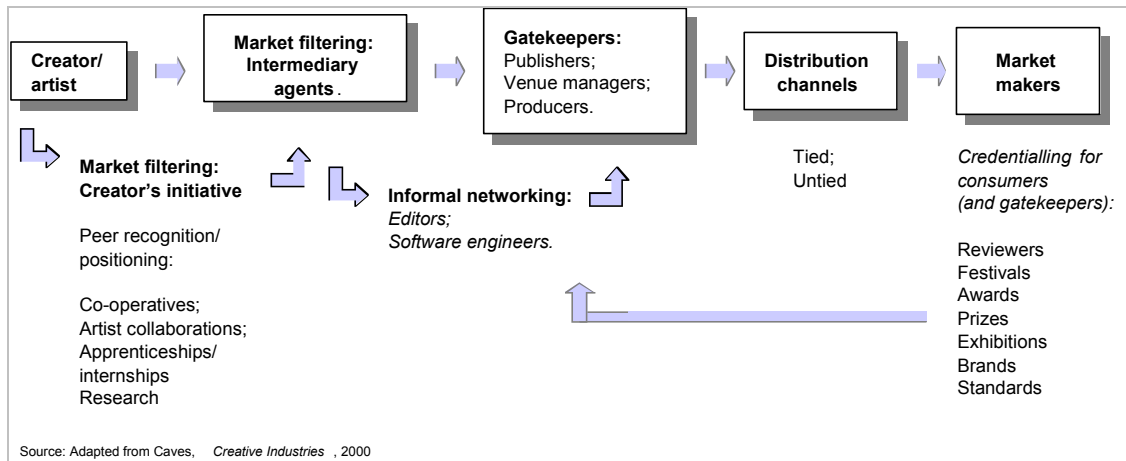 Creator/
artist
Market filtering:
Intermediary
agents.
Gatekeepers:
Publishers;
Venue managers;
Producers.
Distribution
channels
Market
makers
Market filtering:
Creator's initiative
Peer recognition/
positioning:
Co-operatives;
Artist collaborations;
Apprenticeships/
internships
Research
Informal networking:
Editors;
Software engineers.
Tied;
Untied
Credentialling for
consumers
(and gatekeepers):
Reviewers
Festivals
Awards
Prizes
Exhibitions
Brands
Standards
Source: Adapted from Caves, Creative Industries, 2000